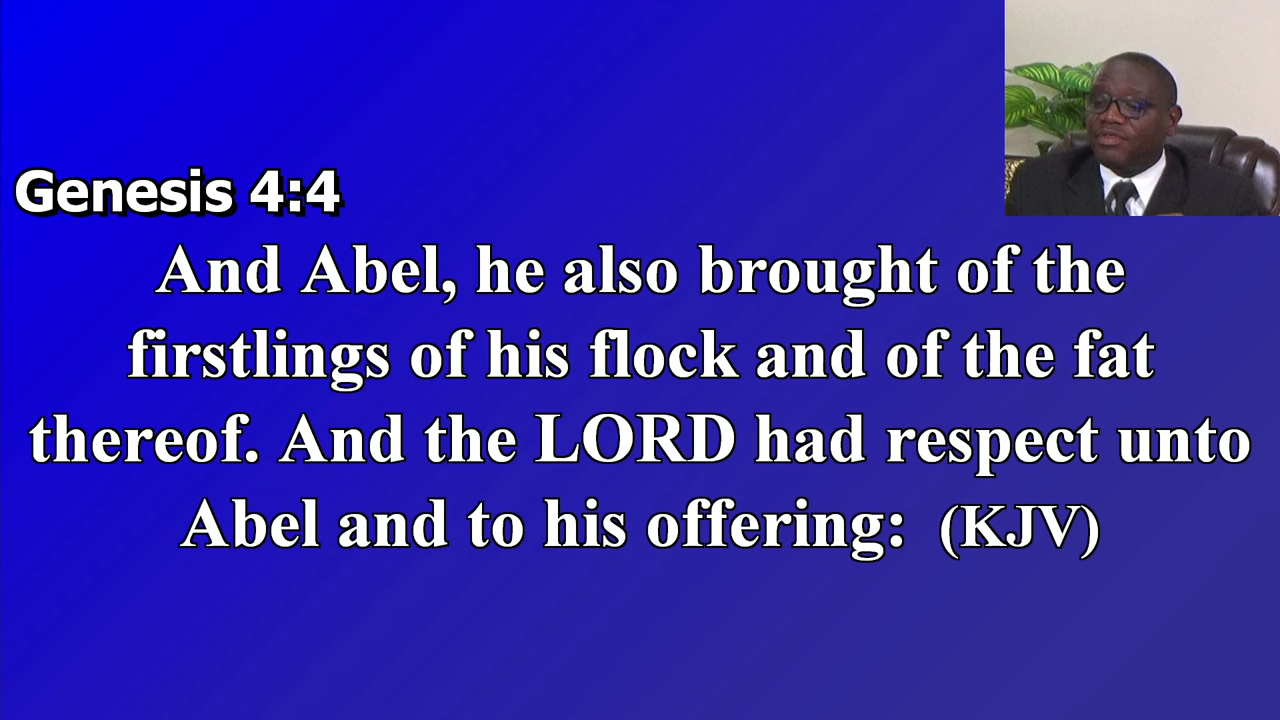 Genesis 4:4
And Abel, he also brought of the
firstlings of his flock and of the fat
thereof. And the LORD had respect unto
Abel and to his offering: (KJV)